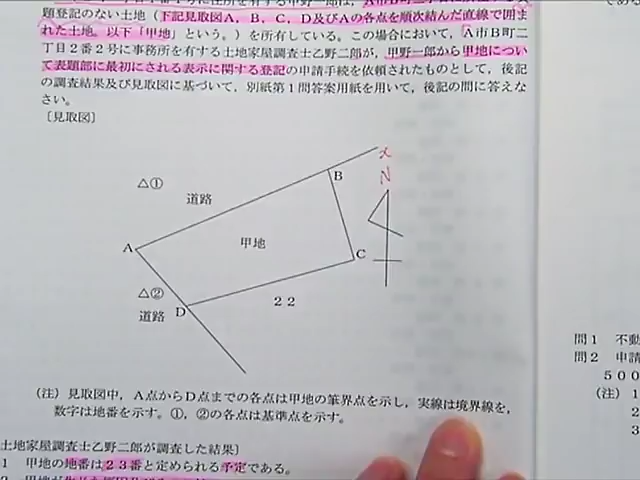 題登記のない土地(下記見取図A,B,C,D及びAの各点を順次結んだ直線で囲ま
れた土地。以下「甲地」という。)を所有している。この場合において,A市B町二
丁目2番2号に事務所を有する土地家屋調査士乙野二郎が,甲野一郎から甲地につい
て表題部に最初にされる表示に関する登記の申請手続を依頼されたものとして,後記
の調査結果及び見取図に基づいて,別紙第1問答案用紙を用いて,後記の問に答えな
さい。
〔見取図〕
X
N
△①
道路
B
A
甲地
C
△②
道路
D
22
(注) 見取図中,A点からD点までの各点は甲地の筆界点を示し,実線は境界線を,
数字は地番を示す。①,②の各点は基準点を示す。
土地家屋調査士乙野二郎が調査した結果〕
1 甲地の地番は23番と定められる予定である。
問1 不動
問2 申請
500
(注) 1
2
3